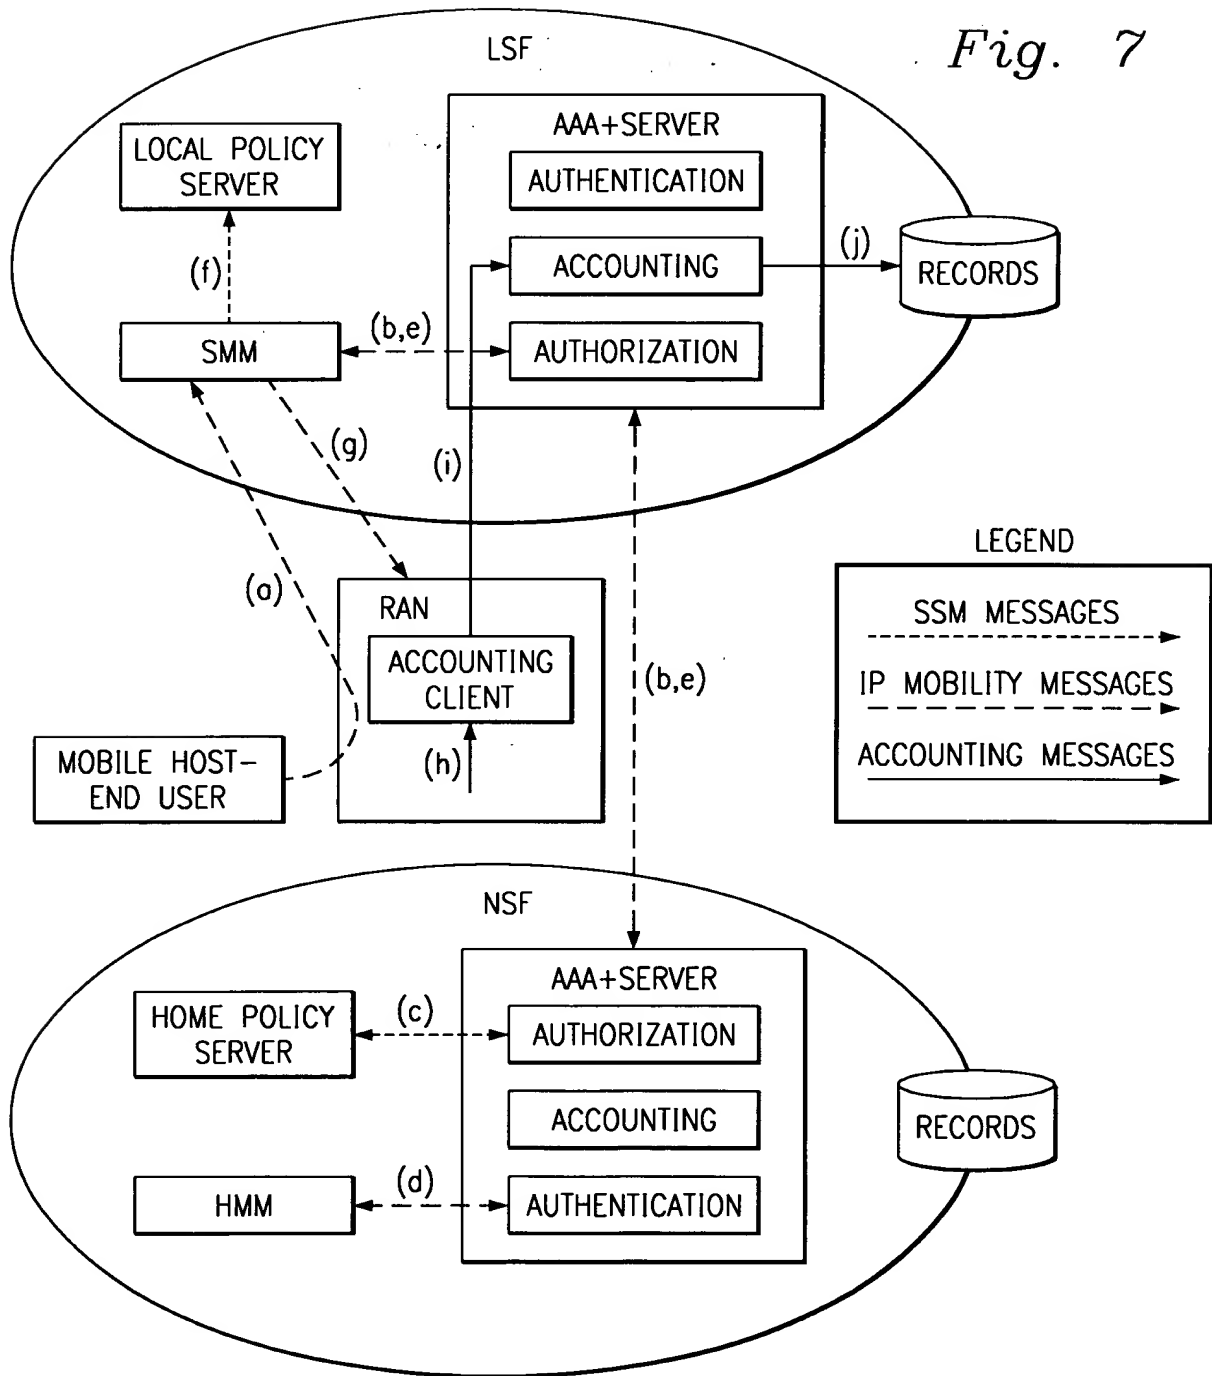 Fig. 7
LSF
LOCAL POLICY
SERVER
AAA+SERVER
AUTHENTICATION
ACCOUNTING
AUTHORIZATION
(j)
RECORDS
(f)
SMM
(b,e)
(g)
(i)
(a)
RAN
ACCOUNTING
CLIENT
(h)
MOBILE HOST-
END USER
(b,e)
LEGEND
SSM MESSAGES
IP MOBILITY MESSAGES
ACCOUNTING MESSAGES
NSF
HOME POLICY
SERVER
(c)
AAA+SERVER
AUTHORIZATION
ACCOUNTING
AUTHENTICATION
RECORDS
HMM
(d)